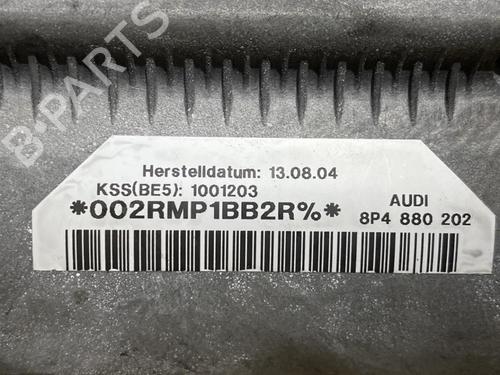 B-PARTS
Herstelldatum: 13.08.04
KSS(BE5): 1001203
*002RMP1BB2R%*
AUDI
8P4 880 202